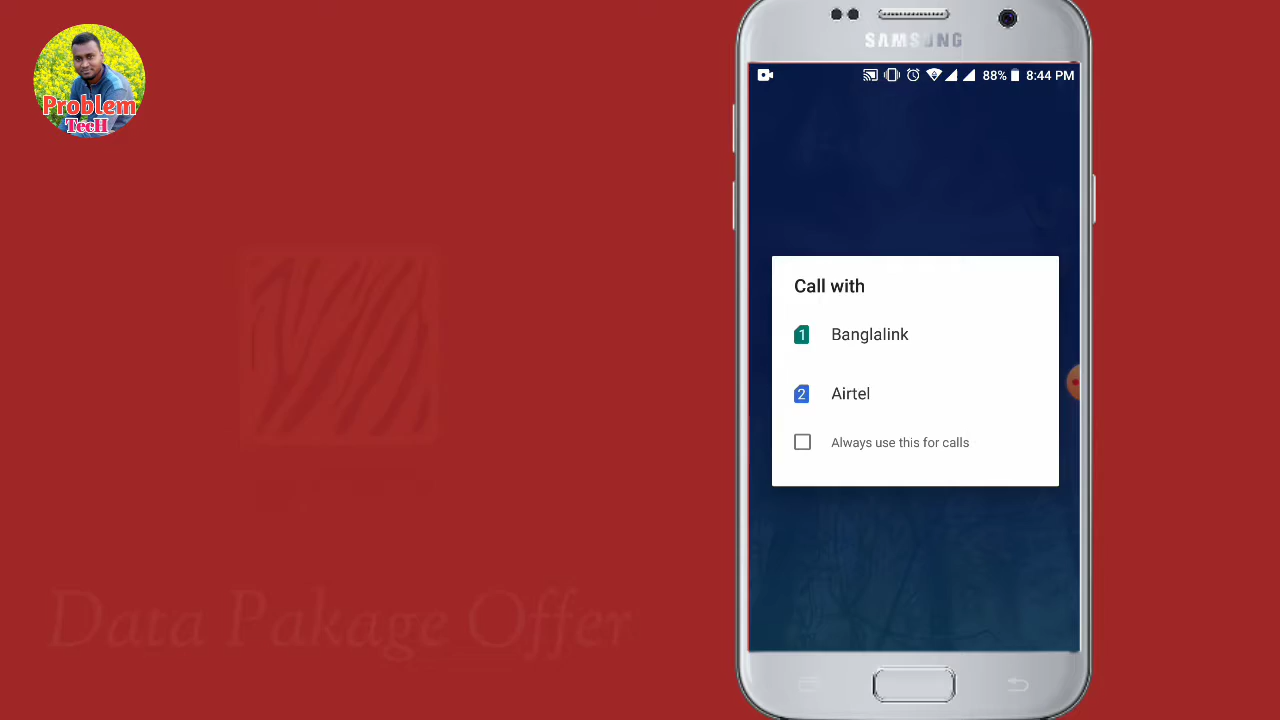 Problem
TecH
SAMSUNG
88% 8:44 PM
Call with
1 Banglalink
2 Airtel
Always use this for calls
Data Pakage Offer